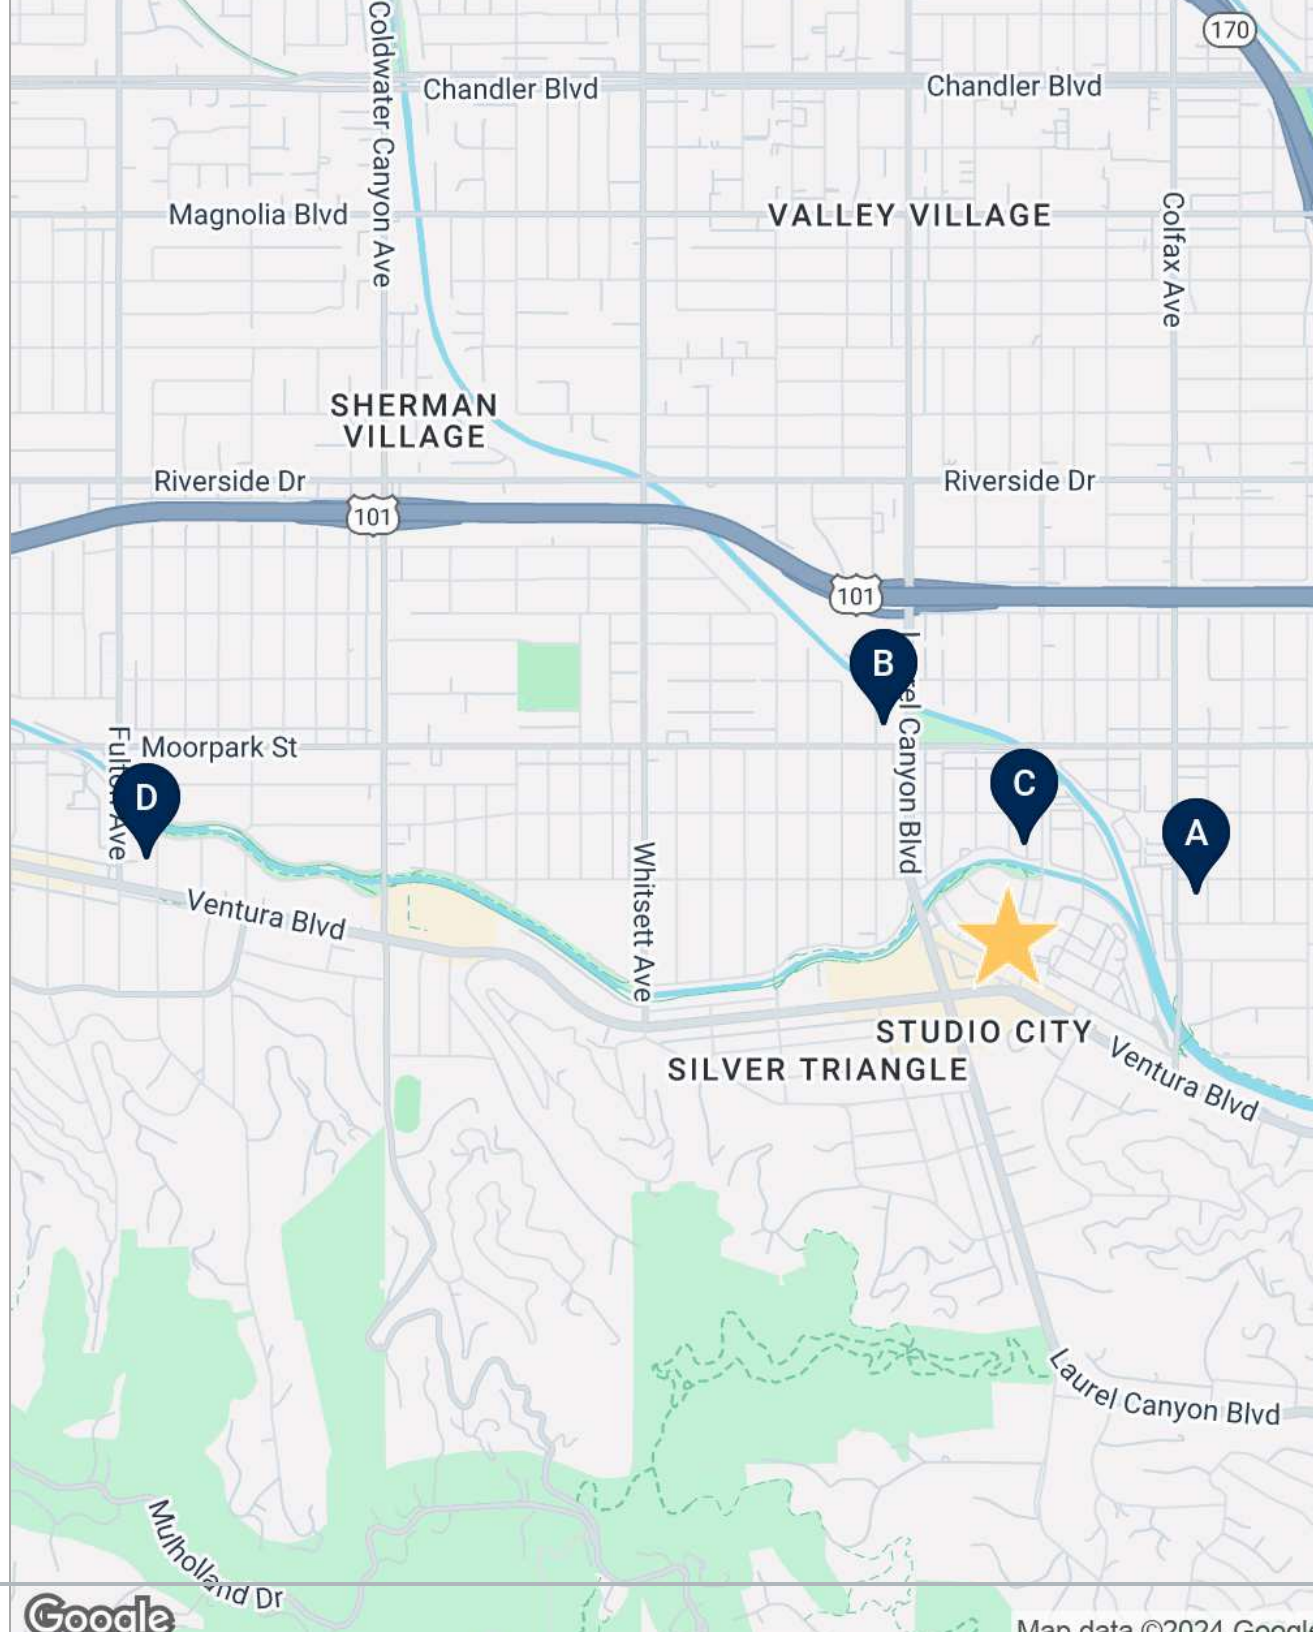 170
Coldwater Canyon Ave
Chandler Blvd
Chandler Blvd
Magnolia Blvd
VALLEY VILLAGE
Colfax Ave
SHERMAN
VILLAGE
Riverside Dr
Riverside Dr
101
101
B
Laurel Canyon Blvd
Moorpark St
Fulton Ave
D
C
A
Whitsett Ave
Ventura Blvd
STUDIO CITY
SILVER TRIANGLE
Ventura Blvd
Laurel Canyon Blvd
Mulholland Dr
Google
Map data ©2024 Google